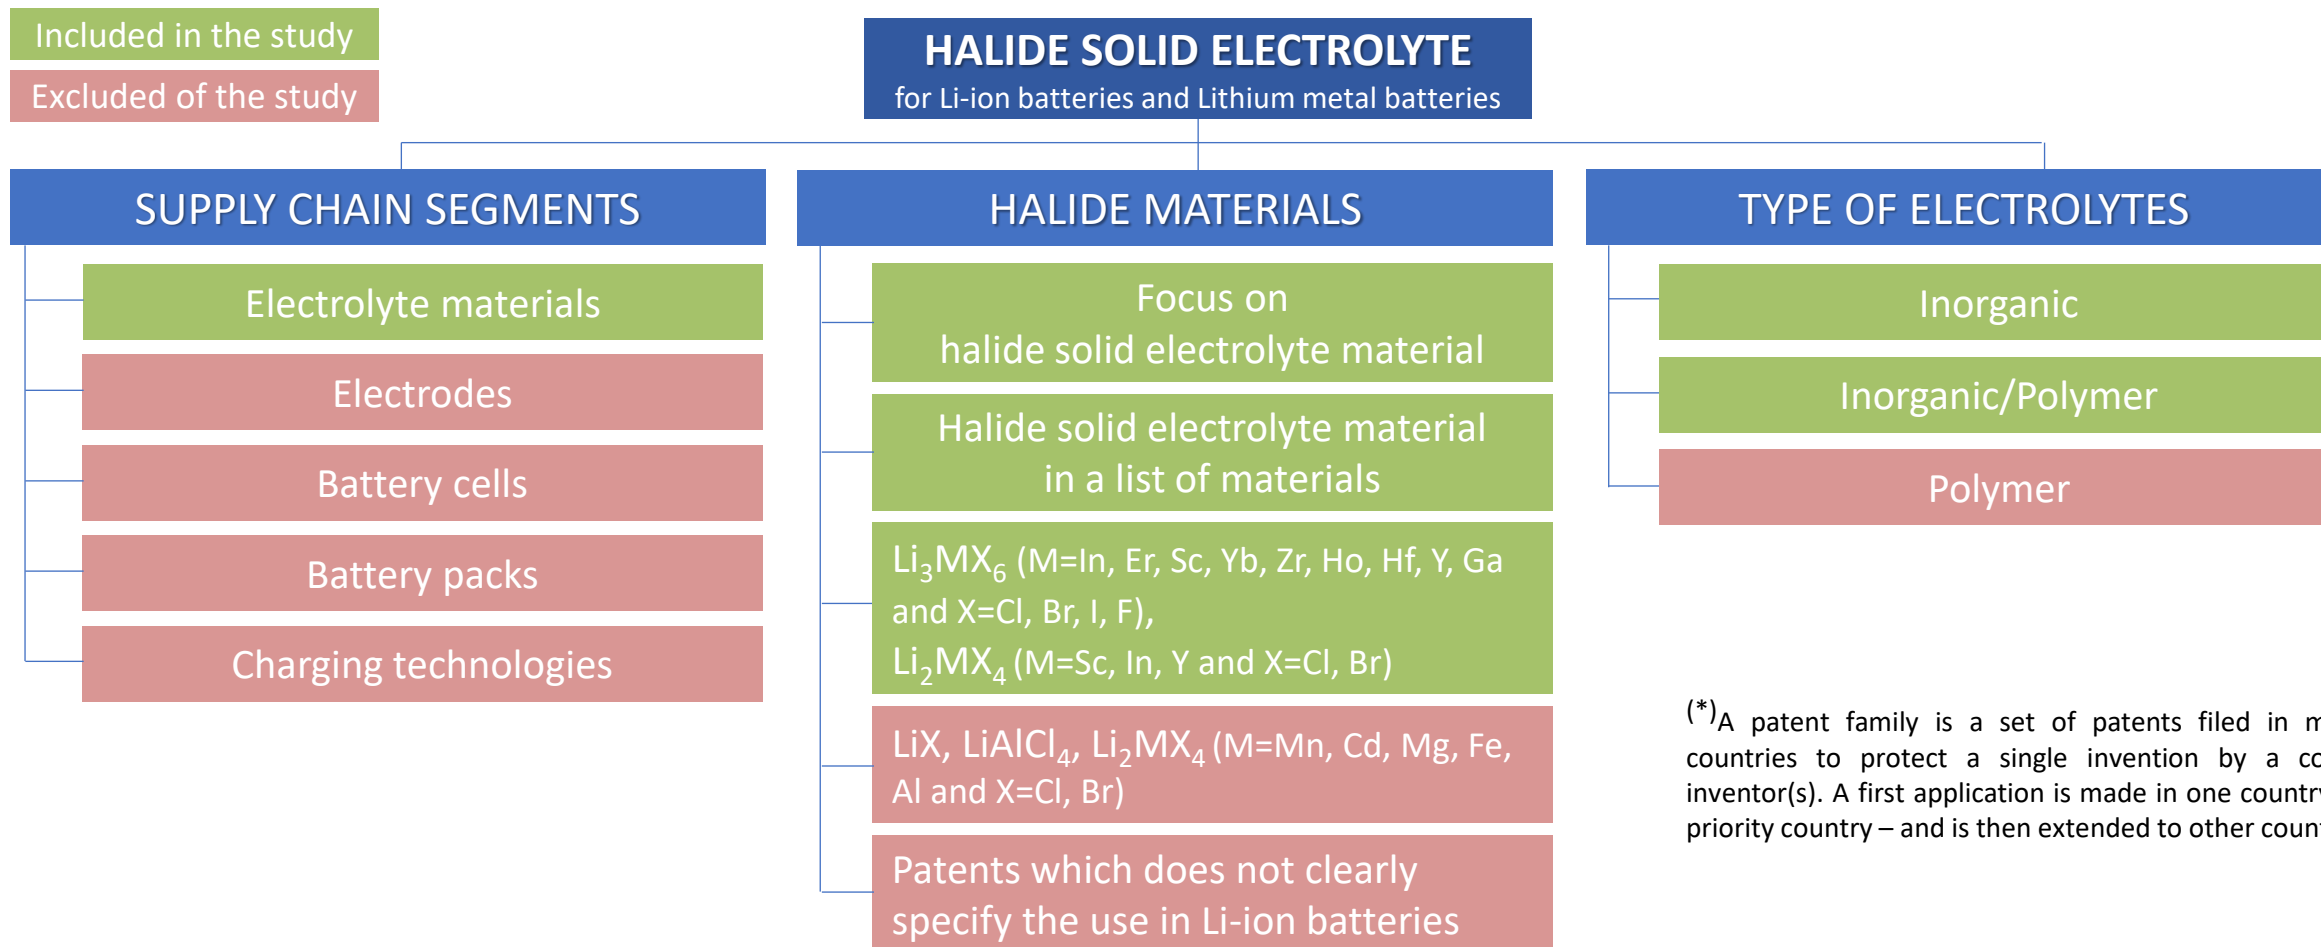 Included in the study
Excluded of the study
HALIDE SOLID ELECTROLYTE
for Li-ion batteries and Lithium metal batteries
SUPPLY CHAIN SEGMENTS
Electrolyte materials
Electrodes
Battery cells
Battery packs
Charging technologies
HALIDE MATERIALS
Focus on
halide solid electrolyte material
Halide solid electrolyte material
in a list of materials
Li₃MX₆ (M=In, Er, Sc, Yb, Zr, Ho, Hf, Y, Ga
and X=Cl, Br, I, F),
Li₂MX₄ (M=Sc, In, Y and X=Cl, Br)
LiX, LiAlCl₄, Li₂MX₄ (M=Mn, Cd, Mg, Fe,
Al and X=Cl, Br)
Patents which does not clearly
specify the use in Li-ion batteries
TYPE OF ELECTROLYTES
Inorganic
Inorganic/Polymer
Polymer
(*)A patent family is a set of patents filed in
countries to protect a single invention by a
inventor(s). A first application is made in one country
priority country – and is then extended to other